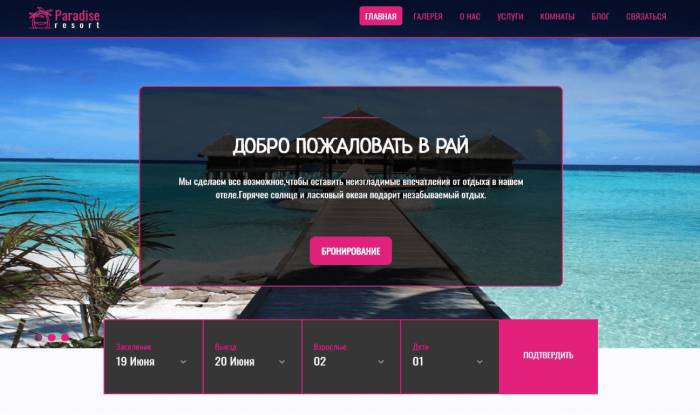 Paradise
resort
ГЛАВНАЯ ГАЛЕРЕЯ О НАС УСЛУГИ КОМНАТЫ БЛОГ СВЯЗАТЬСЯ
ДОБРО ПОЖАЛОВАТЬ В РАЙ
Мы сделаем все возможное,чтобы оставить неизгладимые впечатления от отдыха в нашем
отеле.Горячее солнце и ласковый океан подарит незабываемый отдых.
БРОНИРОВАНИЕ
Заселение Выезд Взрослые Дети
19 Июня 20 Июня 02 01
ПОДТВЕРДИТЬ